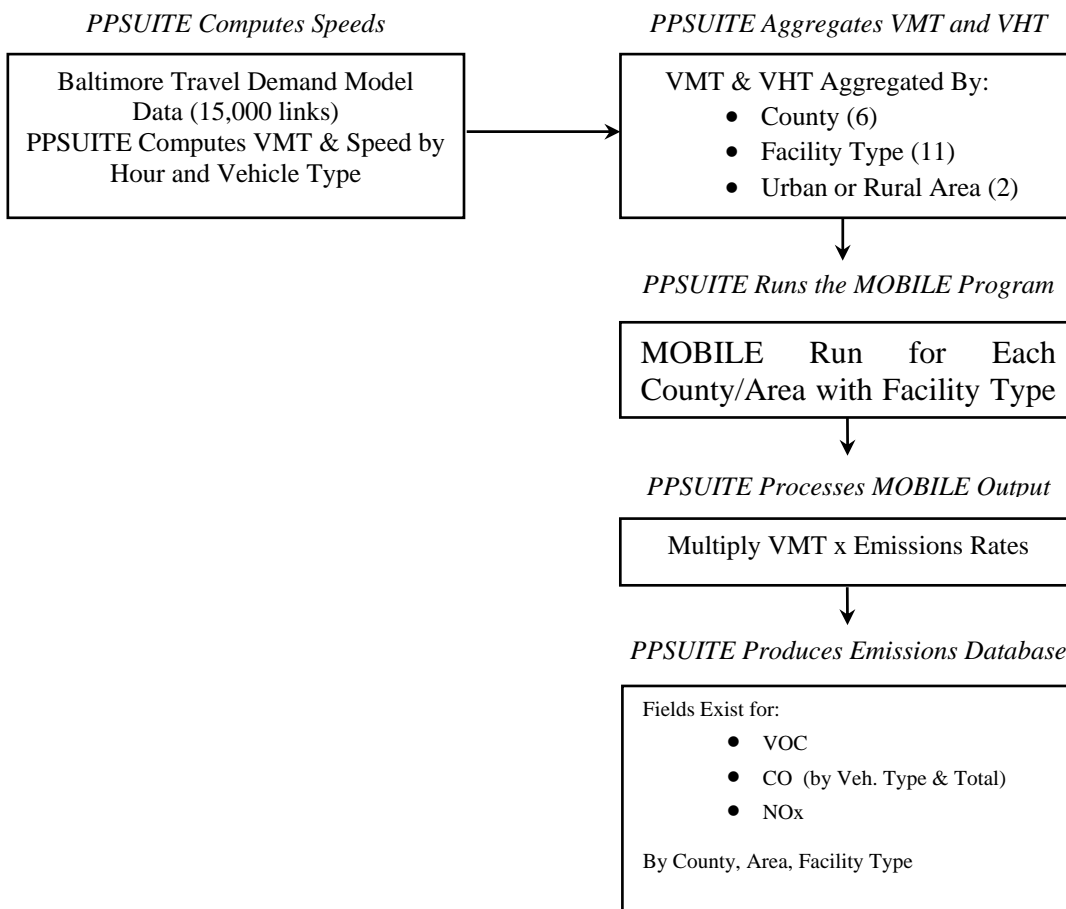 PPSUITE Computes Speeds
Baltimore Travel Demand Model
Data (15,000 links)
PPSUITE Computes VMT & Speed by
Hour and Vehicle Type
PPSUITE Aggregates VMT and VHT
VMT & VHT Aggregated By:
• County (6)
• Facility Type (11)
• Urban or Rural Area (2)
PPSUITE Runs the MOBILE Program
MOBILE Run for Each
County/Area with Facility Type
PPSUITE Processes MOBILE Output
Multiply VMT x Emissions Rates
PPSUITE Produces Emissions Database
Fields Exist for:
• VOC
• CO (by Veh. Type & Total)
• NOx
By County, Area, Facility Type